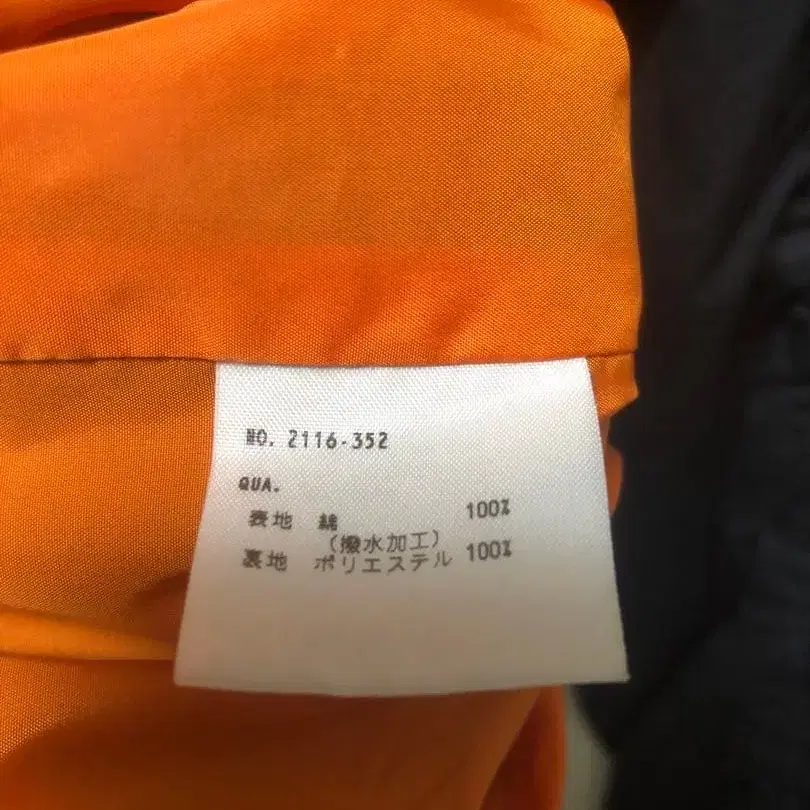 NO. 2116-352
QUA.
表地 綿 100%
(撥水加工)
裏地 ポリエステル 100%